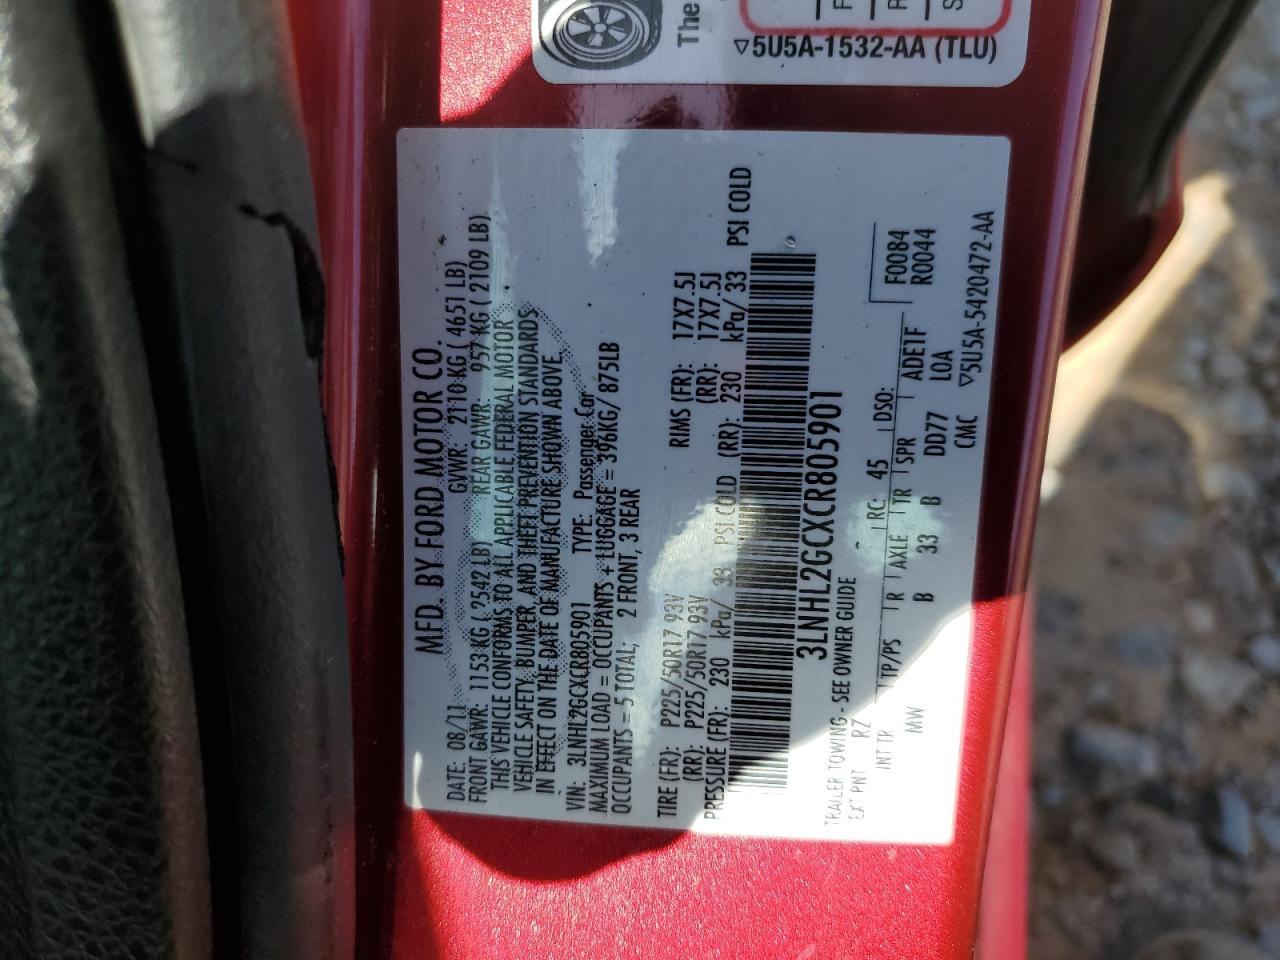 The
F
R
S
▽5U5A-1532-AA (TLU)
MFD. BY FORD MOTOR CO.
DATE: 08/11 GVWR: 2110 KG ( 4651 LB)
FRONT GAWR: 1153 KG ( 2542 LB) REAR GAWR: 957 KG ( 2109 LB)
THIS VEHICLE CONFORMS TO ALL APPLICABLE FEDERAL MOTOR
VEHICLE SAFETY, BUMPER, AND THEFT PREVENTION STANDARDS
IN EFFECT ON THE DATE OF MANUFACTURE SHOWN ABOVE.
VIN: 3LNHL2GCXCR805901 TYPE: Passenger Car
MAXIMUM LOAD = OCCUPANTS + LUGGAGE = 396KG/ 875LB
OCCUPANTS = 5 TOTAL, 2 FRONT, 3 REAR
TIRE (FR): P225/50R17 93V RIMS (FR): 17X7.5J
(RR): P225/50R17 93V (RR): 17X7.5J
PRESSURE (FR): 230 kPa/ 33 PSI COLD (RR): 230 kPa/ 33 PSI COLD
3LNHL2GCXCR805901
TRAILER TOWING - SEE OWNER GUIDE
EXT PNT RZ RC: 45 DSO: F0084
R0044
INT TR TP/PS R AXLE TR SPR ADE1F
MW B 33 B DD77 LOA
CMC ▽5U5A-5420472-AA